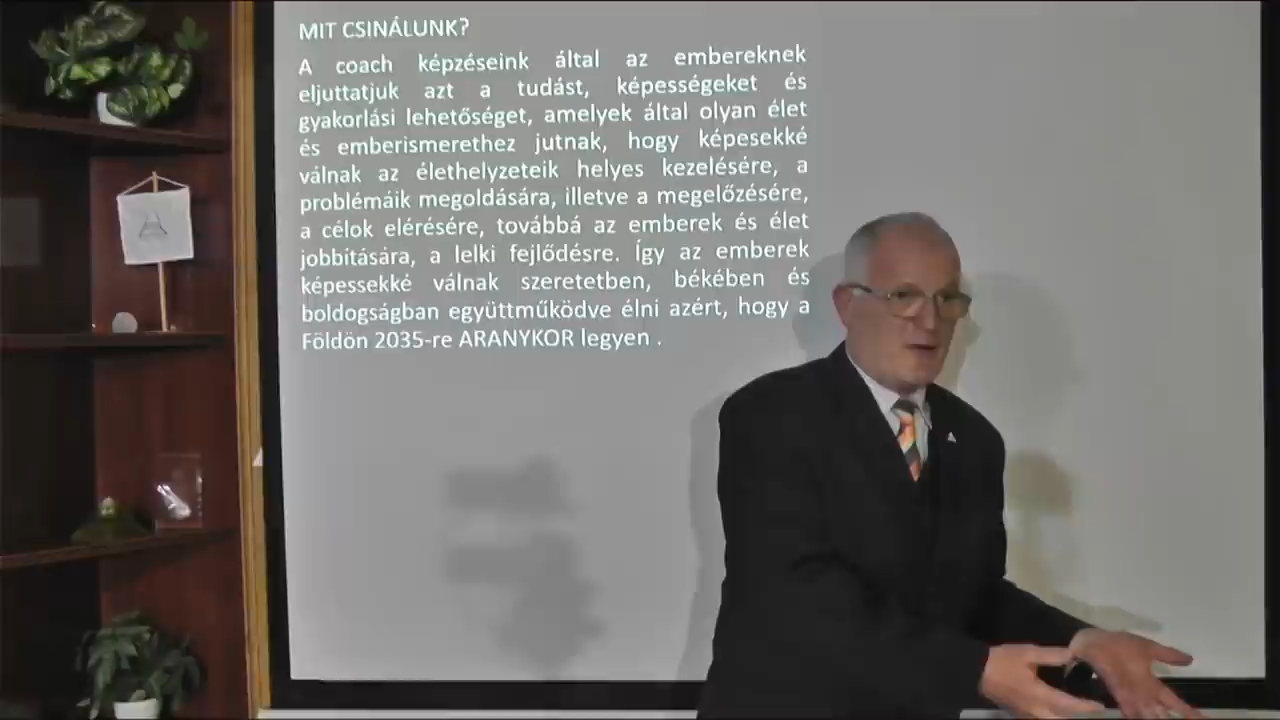 MIT CSINÁLUNK?
A coach képzéseink által az embereknek
eljuttatjuk azt a tudást, képességeket és
gyakorlási lehetőséget, amelyek által olyan élet
és emberismerethez jutnak, hogy képesekké
válnak az élethelyzeteik helyes kezelésére, a
problémáik megoldására, illetve a megelőzésére,
a célok elérésére, továbbá az emberek és élet
jobbítására, a lelki fejlődésre. Így az emberek
képessekké válnak szeretetben, békében és
boldogságban együttműködve élni azért, hogy a
Földön 2035-re ARANYKOR legyen .